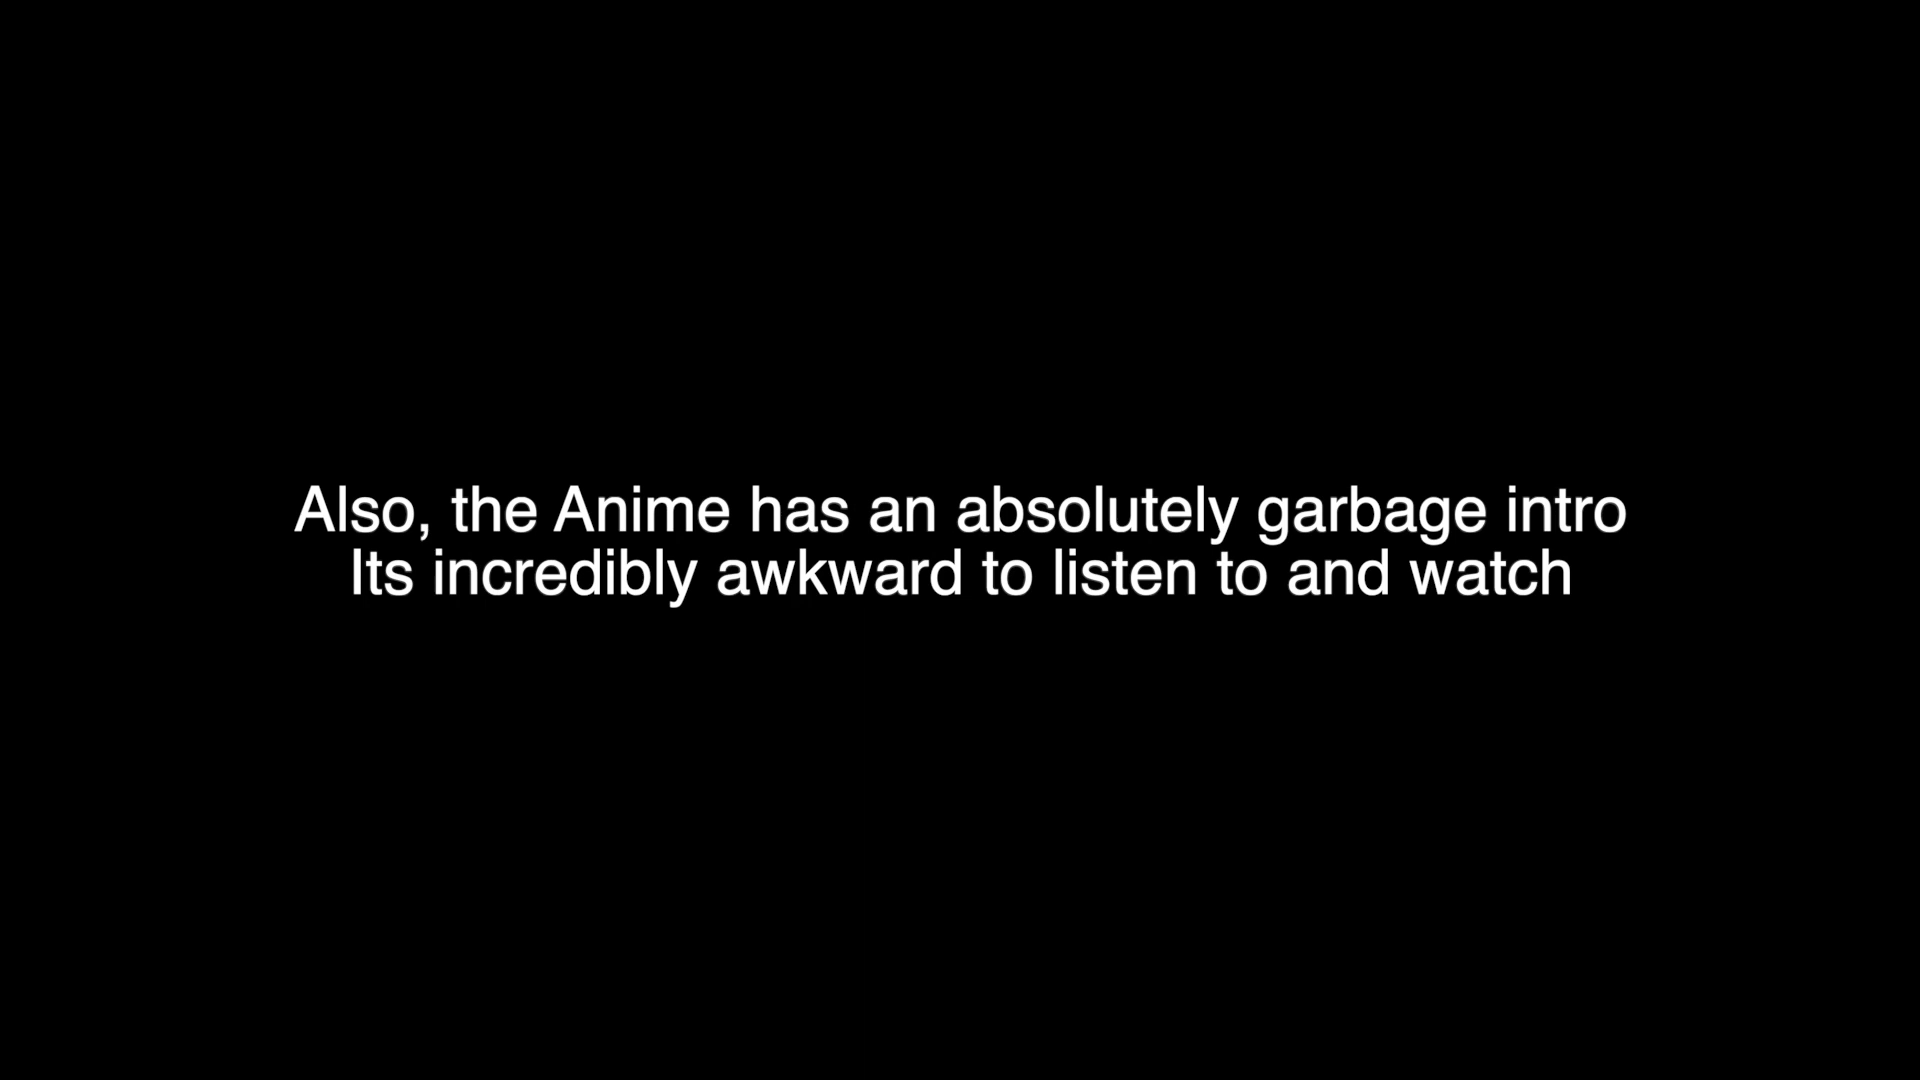 Also, the Anime has an absolutely garbage intro
Its incredibly awkward to listen to and watch